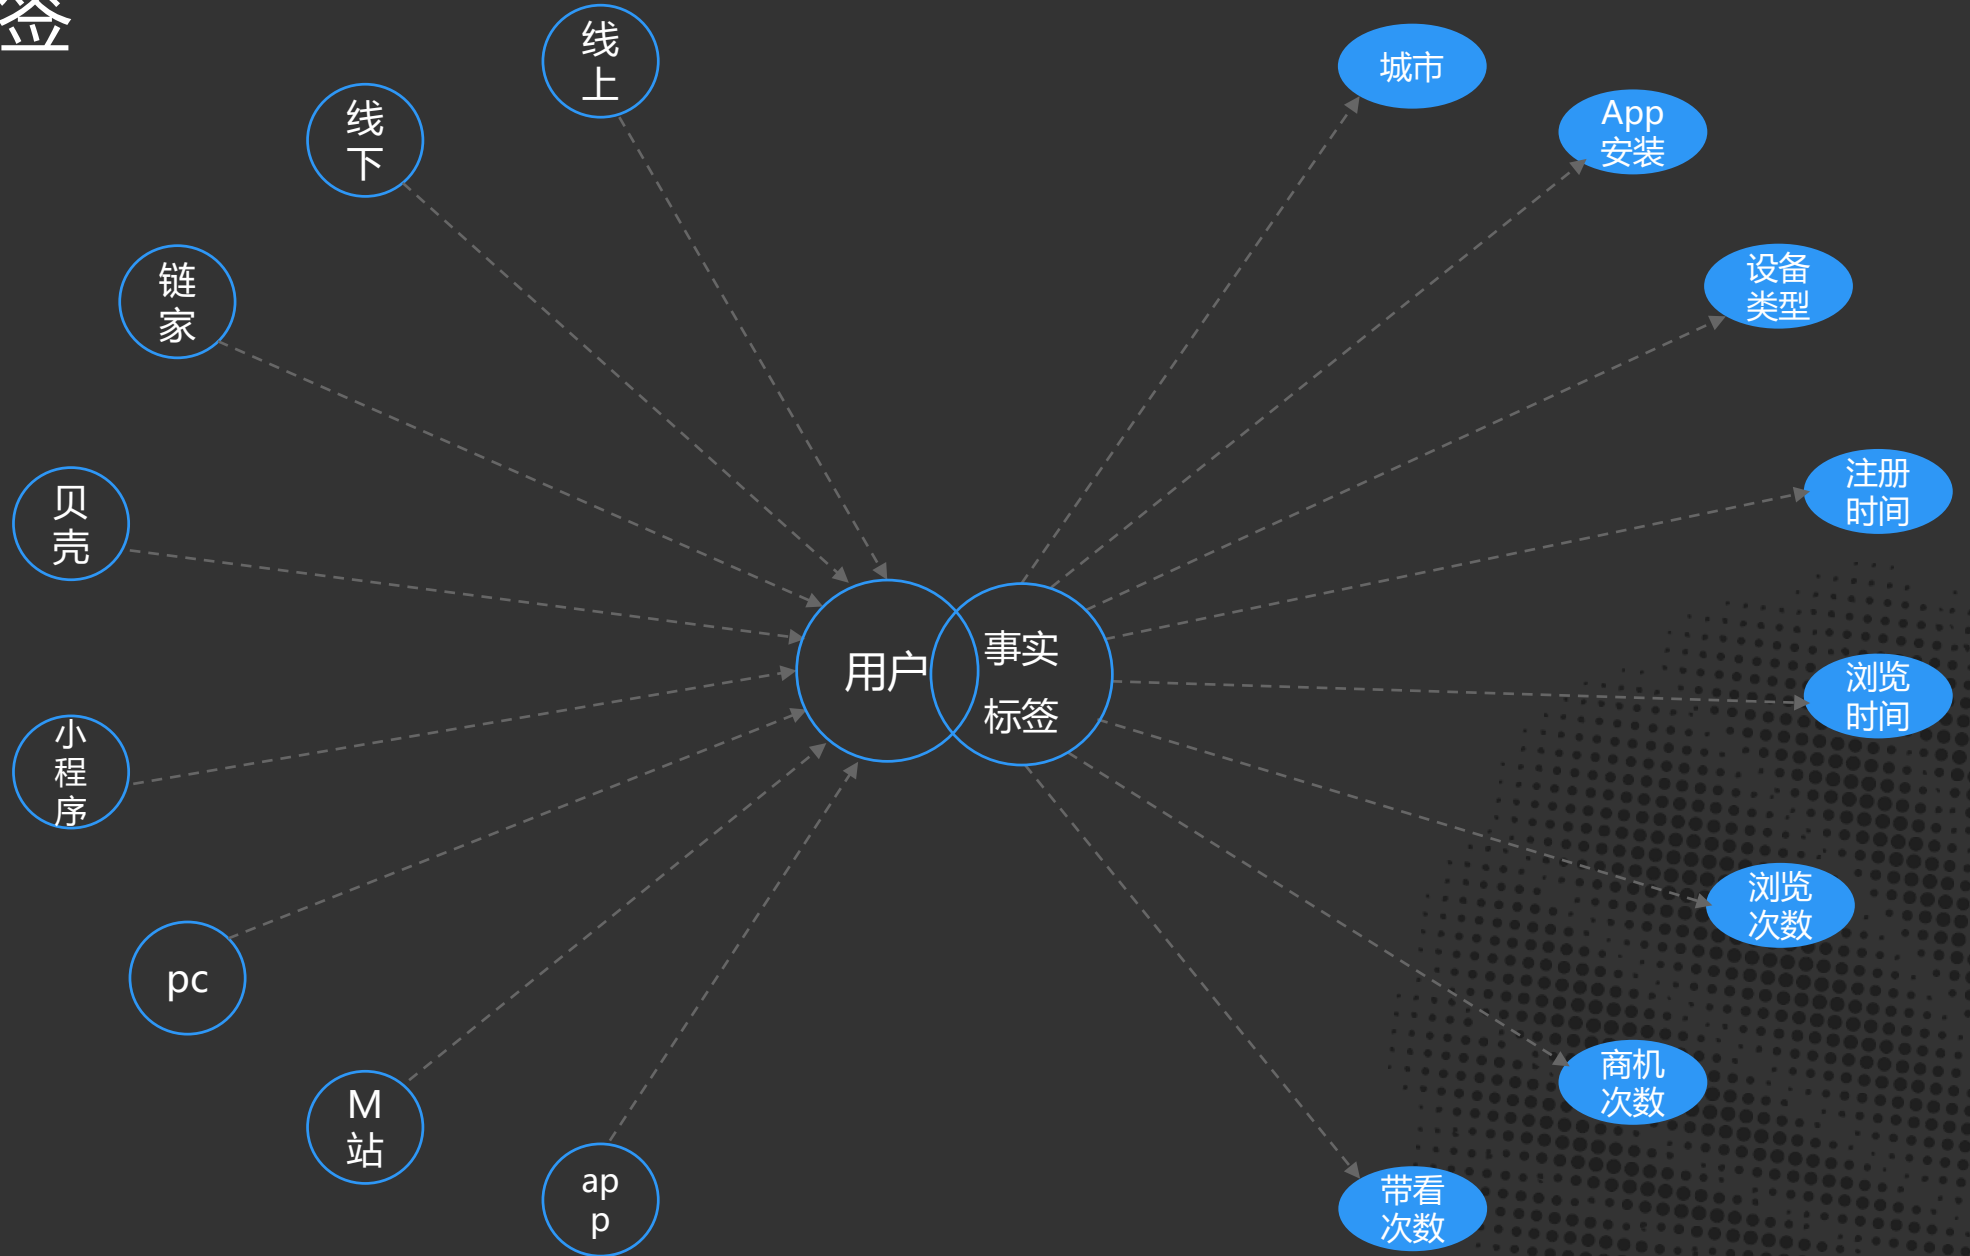 签
线
上
线
下
链
家
贝
壳
小
程
序
pc
M
站
ap
p
用户
事实
标签
城市
App
安装
设备
类型
注册
时间
浏览
时间
浏览
次数
商机
次数
带看
次数